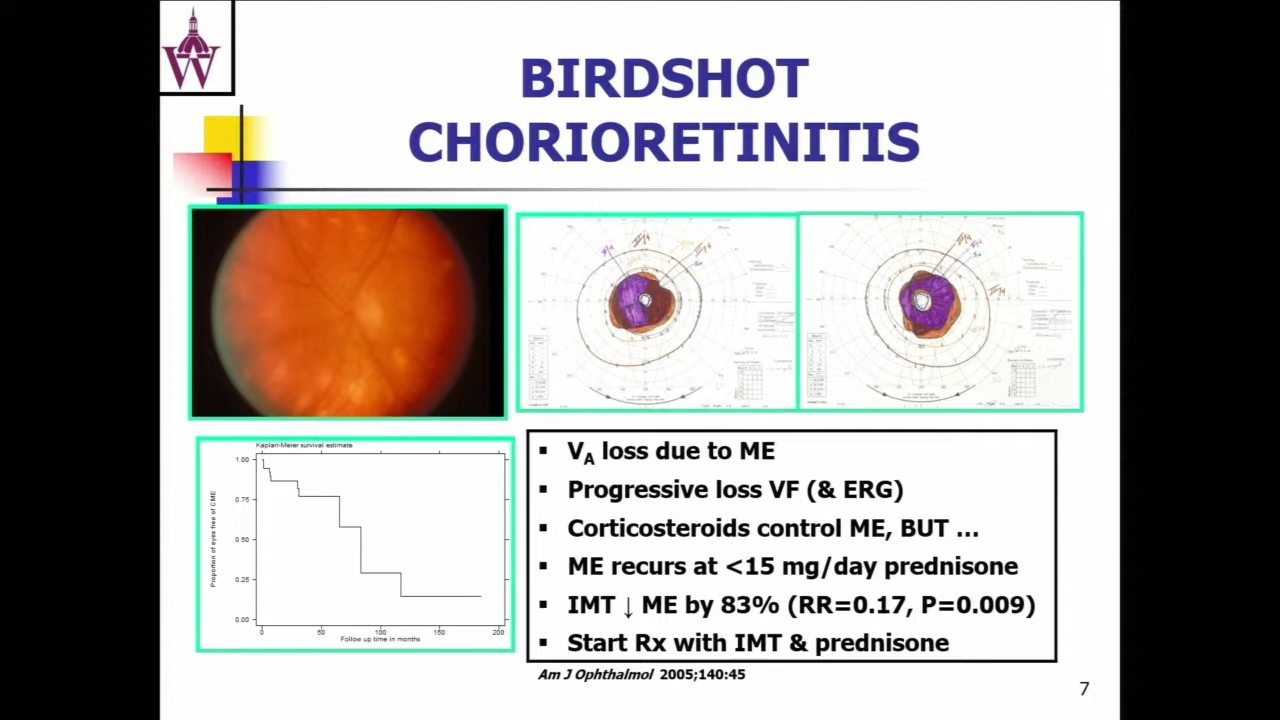 BIRDSHOT
CHORIORETINITIS
Kaplan-Meier survival estimate
1.00
0.75
0.50
0.25
0.00
Proportion of eyes free of CME
0
50
100
150
200
Follow up time in months
▪ VA loss due to ME
▪ Progressive loss VF (& ERG)
▪ Corticosteroids control ME, BUT …
▪ ME recurs at <15 mg/day prednisone
▪ IMT ↓ ME by 83% (RR=0.17, P=0.009)
▪ Start Rx with IMT & prednisone
Am J Ophthalmol 2005;140:45
7